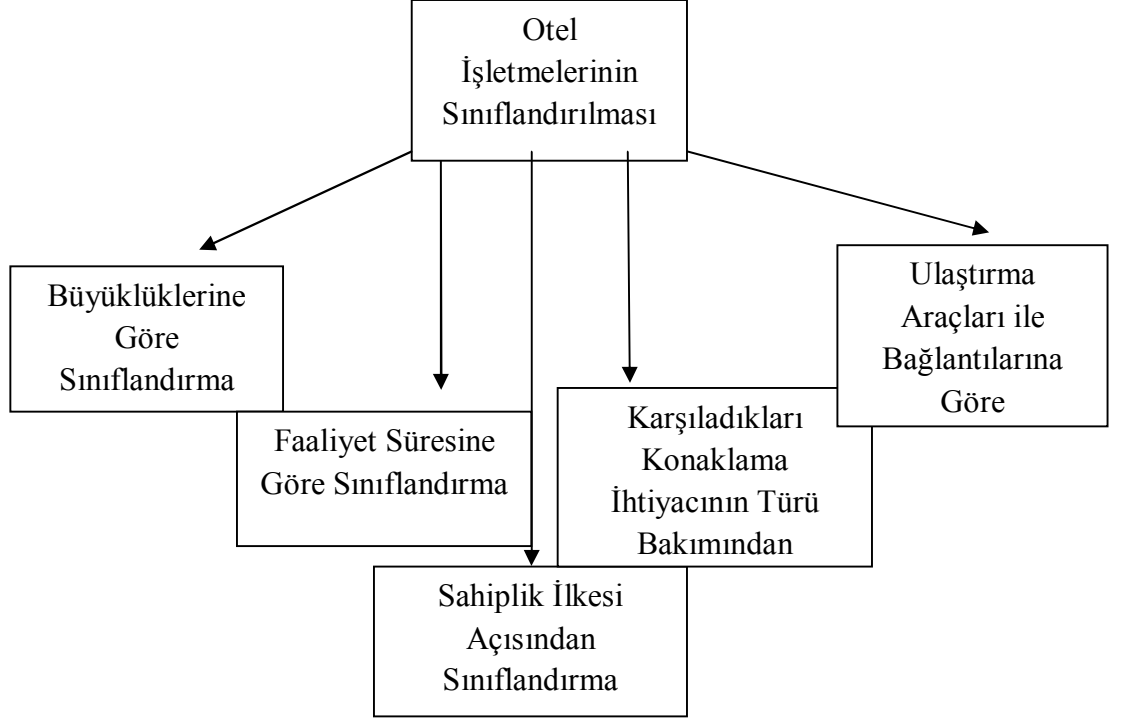 Otel
İşletmelerinin
Sınıflandırılması
Büyüklüklerine
Göre
Sınıflandırma
Faaliyet Süresine
Göre Sınıflandırma
Sahiplik İlkesi
Açısından
Sınıflandırma
Karşıladıkları
Konaklama
İhtiyacının Türü
Bakımından
Ulaştırma
Araçları ile
Bağlantılarına
Göre